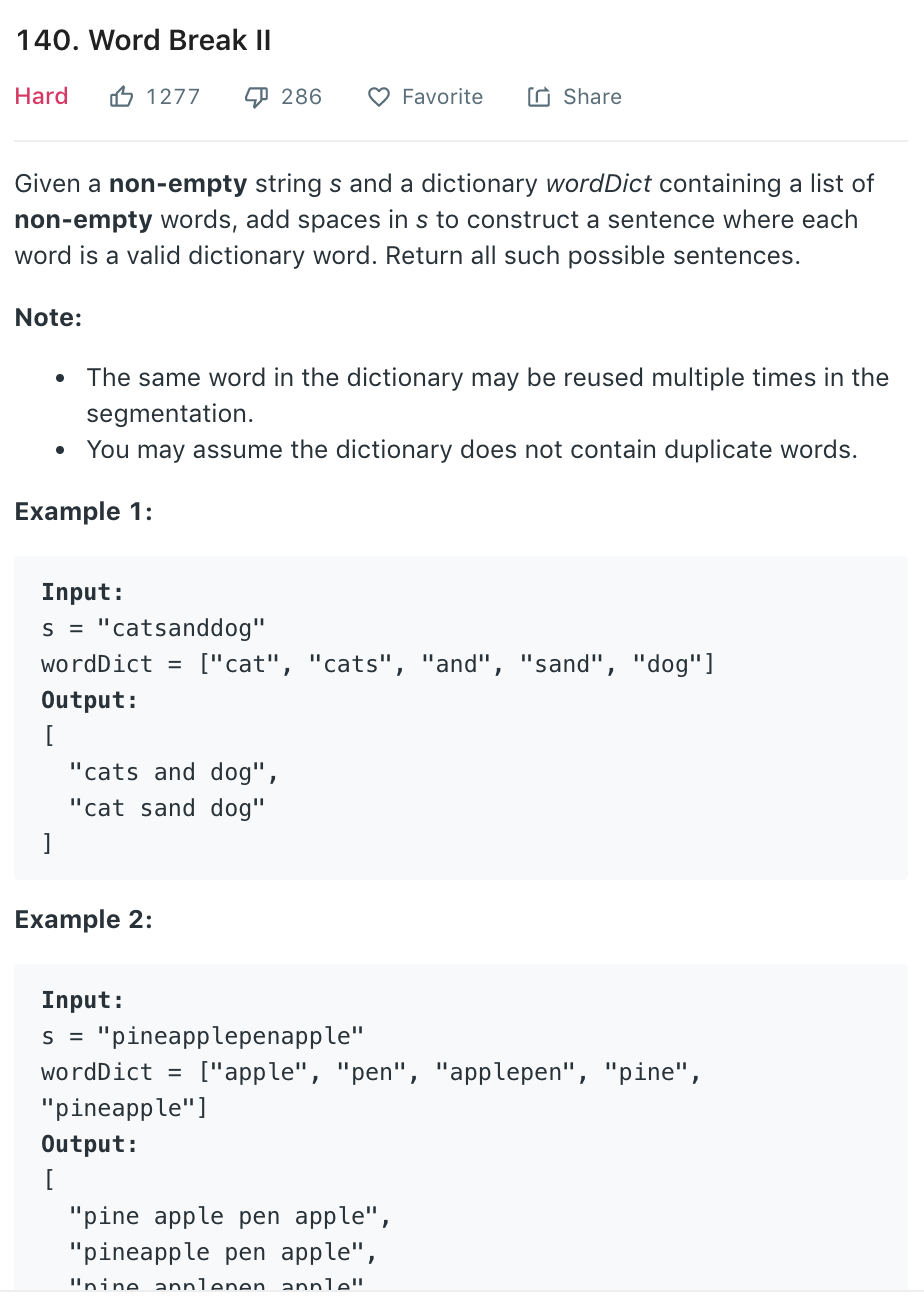 140. Word Break II
Hard 1277 286 Favorite Share
Given a non-empty string s and a dictionary wordDict containing a list of
non-empty words, add spaces in s to construct a sentence where each
word is a valid dictionary word. Return all such possible sentences.
Note:
• The same word in the dictionary may be reused multiple times in the
segmentation.
• You may assume the dictionary does not contain duplicate words.
Example 1:
Input:
s = "catsanddog"
wordDict = ["cat", "cats", "and", "sand", "dog"]
Output:
[
  "cats and dog",
  "cat sand dog"
]
Example 2:
Input:
s = "pineapplepenapple"
wordDict = ["apple", "pen", "applepen", "pine",
"pineapple"]
Output:
[
  "pine apple pen apple",
  "pineapple pen apple",
  "pine applepen apple"